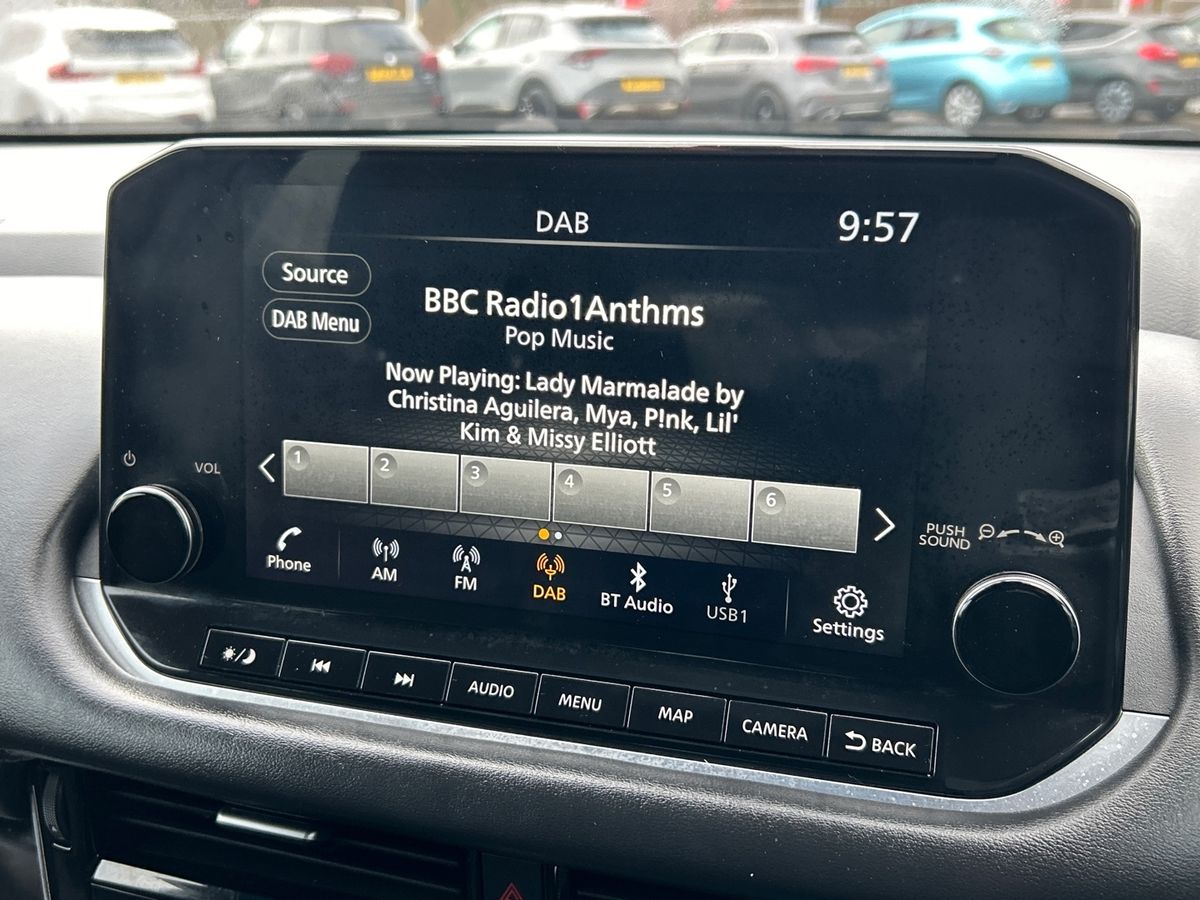 DAB
9:57
Source
DAB Menu
BBC Radio1Anthms
Pop Music
Now Playing: Lady Marmalade by
Christina Aguilera, Mya, P!nk, Lil'
Kim & Missy Elliott
VOL
1 2 3 4 5 6
PUSH
SOUND
Phone
AM
FM
DAB
BT Audio
USB1
Settings
AUDIO
MENU
MAP
CAMERA
BACK